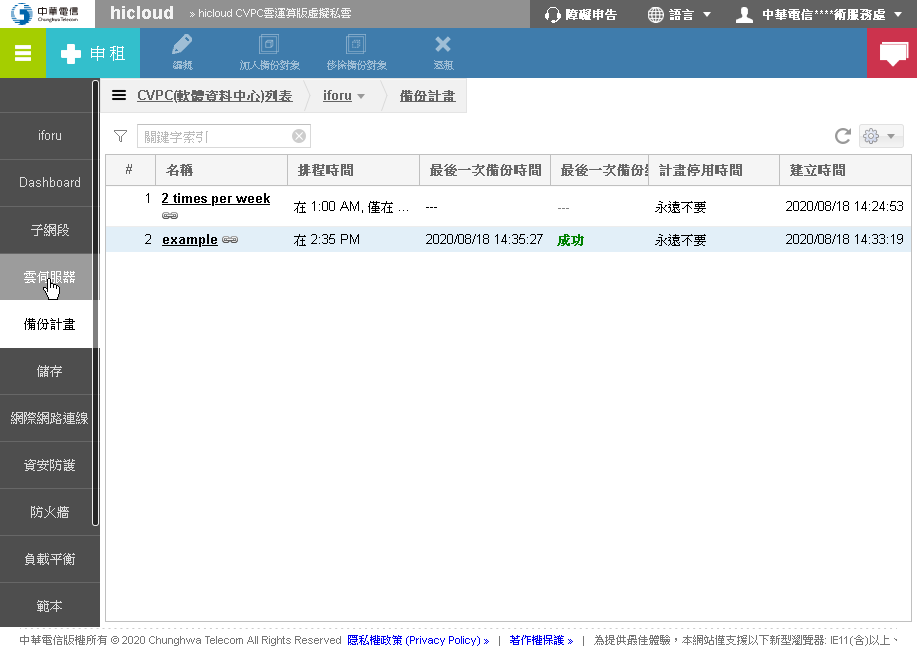 中華電信
Chunghwa Telecom
hicloud
» hicloud CVPC雲運算版虛擬私雲
障礙申告
語言
中華電信****術服務處
申租
編輯
加入備份對象
移除備份對象
退租
CVPC(軟體資料中心)列表
iforu
備份計畫
關鍵字索引
iforu
Dashboard
子網段
雲伺服器
備份計畫
儲存
網際網路連線
資安防護
防火牆
負載平衡
範本
# 名稱 排程時間 最後一次備份時間 最後一次備份 計畫停用時間 建立時間
1 2 times per week 在 1:00 AM, 僅在 ... --- --- 永遠不要 2020/08/18 14:24:53
2 example 在 2:35 PM 2020/08/18 14:35:27 成功 永遠不要 2020/08/18 14:33:19
中華電信版權所有 © 2020 Chunghwa Telecom All Rights Reserved 隱私權政策 (Privacy Policy) » | 著作權保護 » | 為提供最佳體驗，本網站僅支援以下新型瀏覽器: IE11(含)以上、